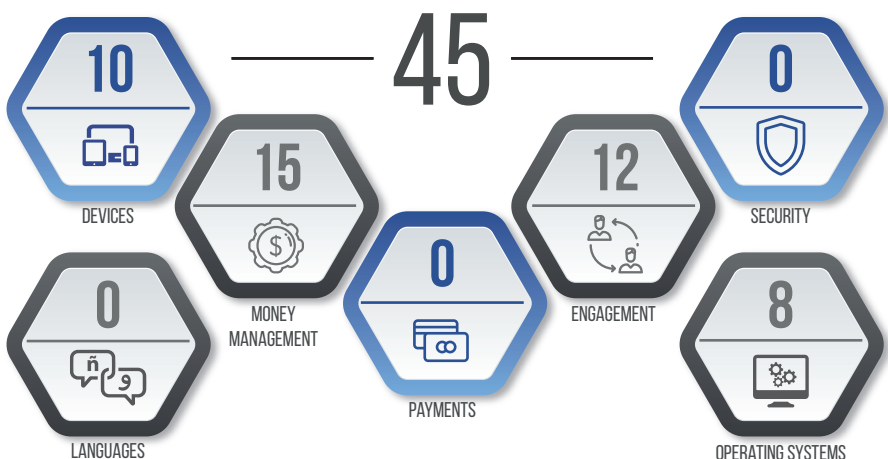 45
10
DEVICES
0
SECURITY
15
MONEY
MANAGEMENT
12
ENGAGEMENT
0
PAYMENTS
0
ñ
و
LANGUAGES
8
OPERATING SYSTEMS